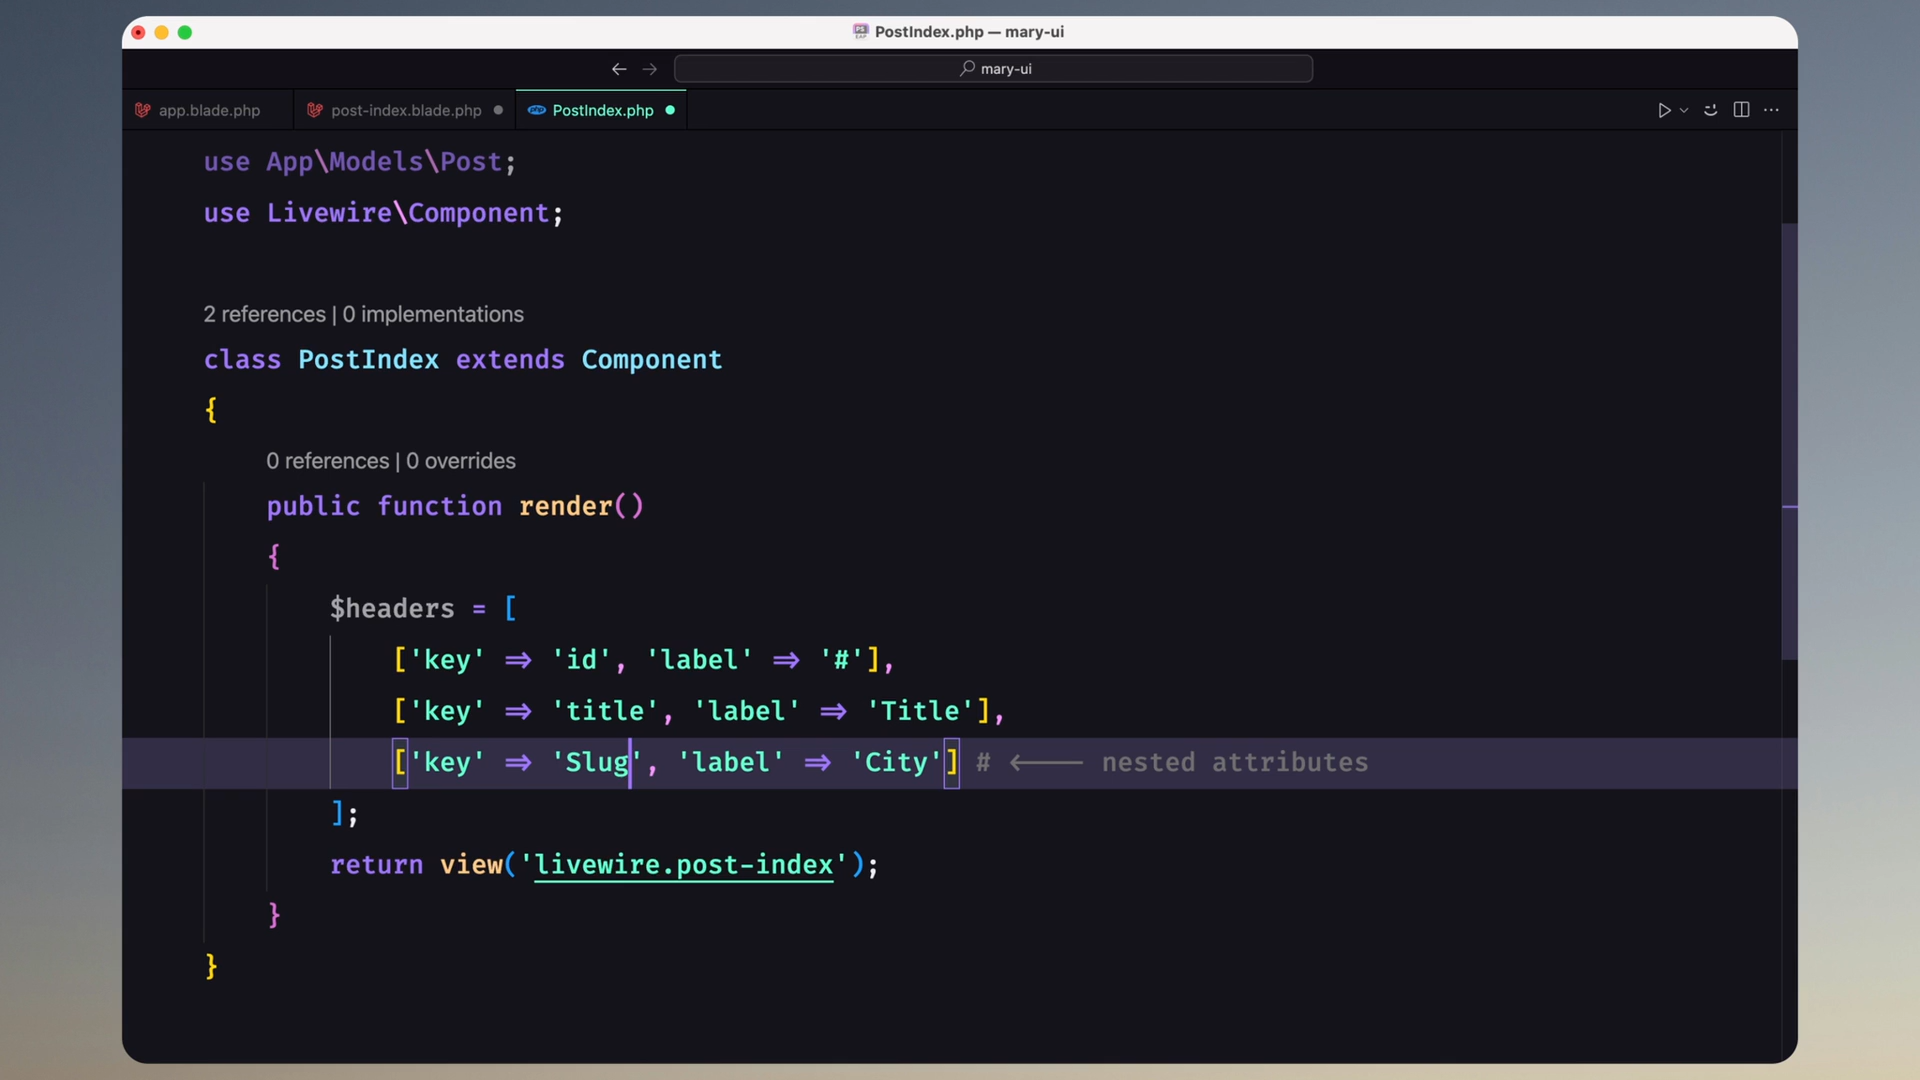 PostIndex.php — mary-ui
mary-ui
app.blade.php
post-index.blade.php
php PostIndex.php
use App\Models\Post;
use Livewire\Component;
2 references | 0 implementations
class PostIndex extends Component
{
0 references | 0 overrides
public function render()
{
$headers = [
['key' => 'id', 'label' => '#'],
['key' => 'title', 'label' => 'Title'],
['key' => 'Slug', 'label' => 'City'] # <---- nested attributes
];
return view('livewire.post-index');
}
}